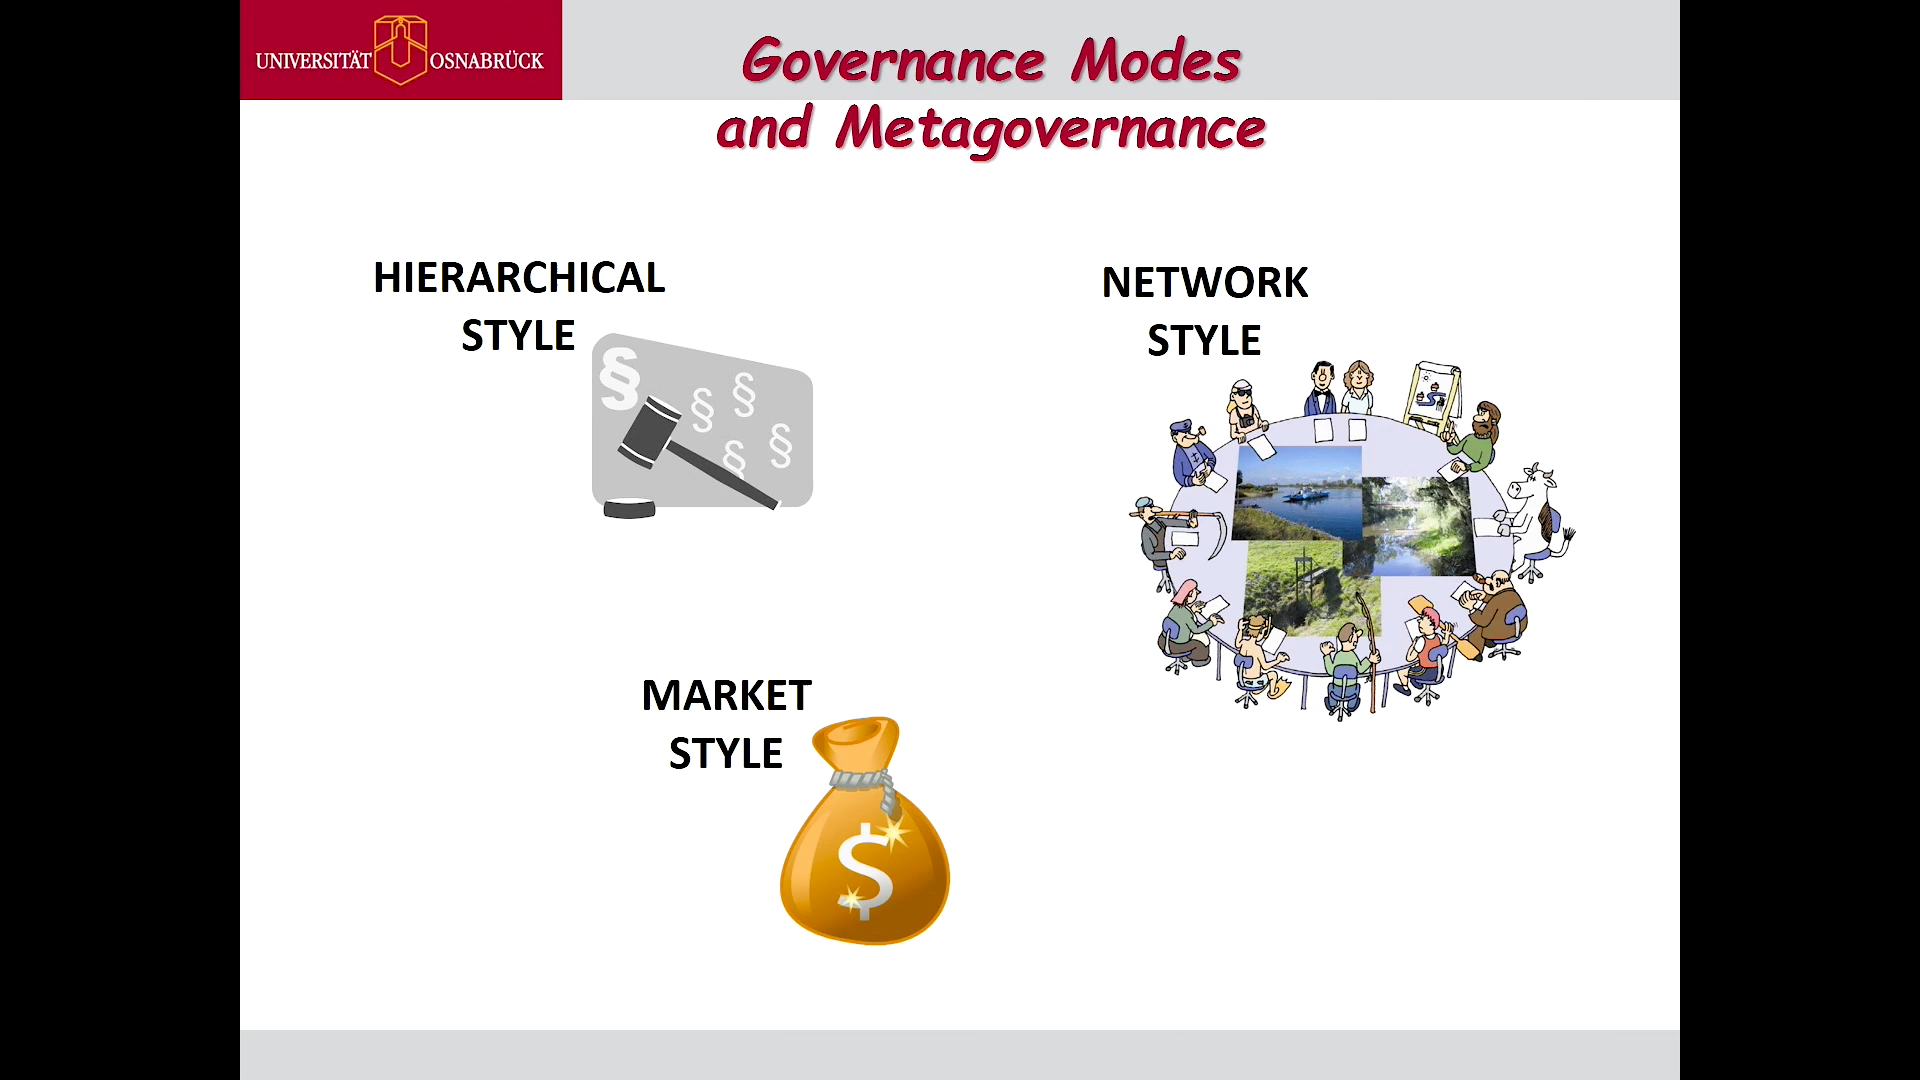 UNIVERSITÄT OSNABRÜCK
Governance Modes
and Metagovernance
HIERARCHICAL
STYLE
NETWORK
STYLE
§
§
§
§
§
MARKET
STYLE
$